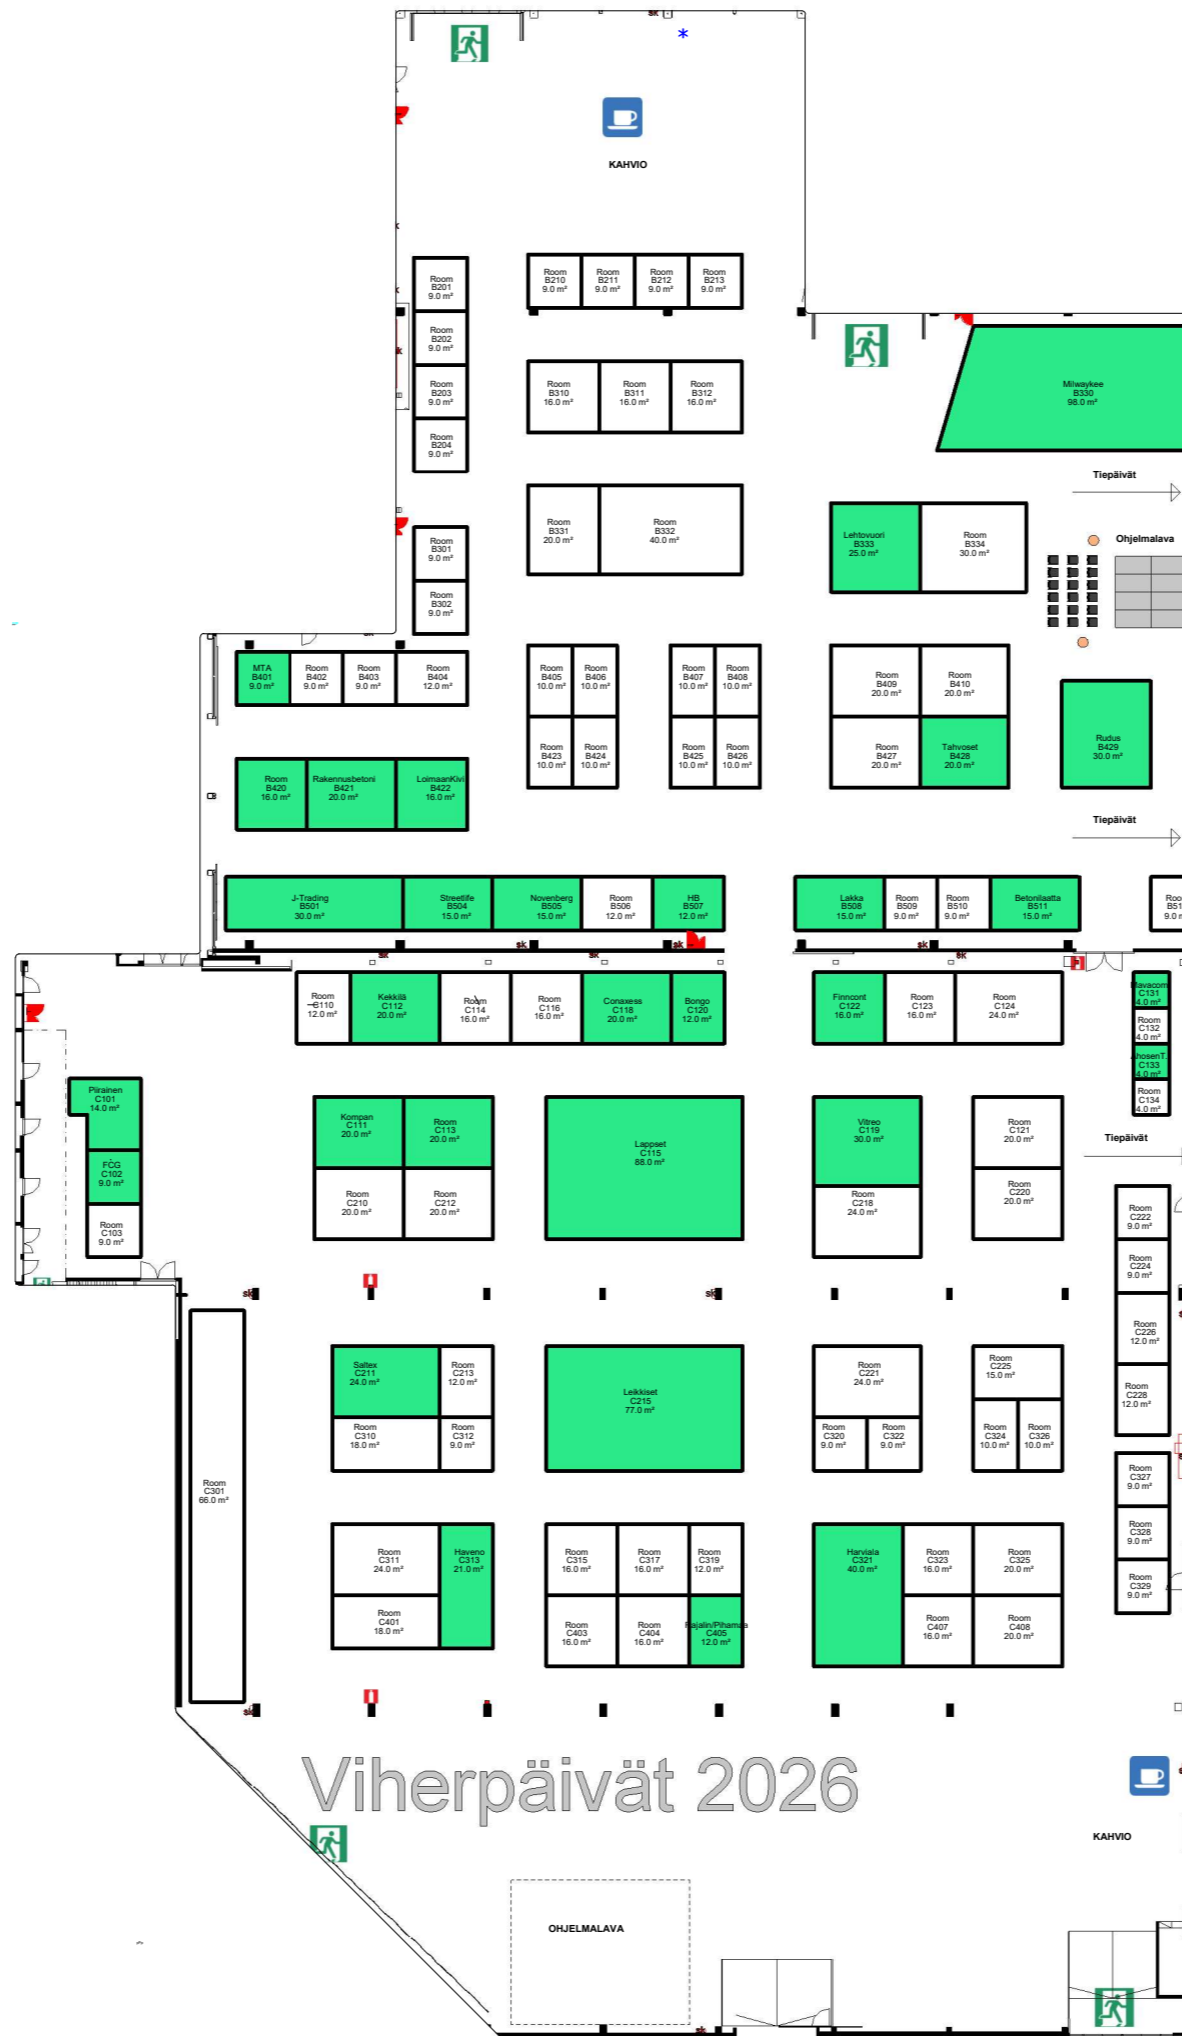 sk
*
KAHVIO
Room
B201
9.0 m²
Room
B202
9.0 m²
Room
B203
9.0 m²
Room
B204
9.0 m²
Room
B210
9.0 m²
Room
B211
9.0 m²
Room
B212
9.0 m²
Room
B213
9.0 m²
Room
B310
16.0 m²
Room
B311
16.0 m²
Room
B312
16.0 m²
Milwaykee
B330
98.0 m²
Tiepäivät
Room
B331
20.0 m²
Room
B332
40.0 m²
Lehtovuori
B333
25.0 m²
Room
B334
30.0 m²
Ohjelmalava
Room
B301
9.0 m²
Room
B302
9.0 m²
sk
MTA
B401
9.0 m²
Room
B402
9.0 m²
Room
B403
9.0 m²
Room
B404
12.0 m²
Room
B405
10.0 m²
Room
B406
10.0 m²
Room
B407
10.0 m²
Room
B408
10.0 m²
Room
B409
20.0 m²
Room
B410
20.0 m²
Room
B420
16.0 m²
Rakennusbetoni
B421
20.0 m²
LoimaanKivi
B422
16.0 m²
Room
B423
10.0 m²
Room
B424
10.0 m²
Room
B425
10.0 m²
Room
B426
10.0 m²
Room
B427
20.0 m²
Tahvoset
B428
20.0 m²
Rudus
B429
30.0 m²
Tiepäivät
J-Trading
B501
30.0 m²
Streetlife
B504
15.0 m²
Novenberg
B505
15.0 m²
Room
B506
12.0 m²
HB
B507
12.0 m²
Lakka
B508
15.0 m²
Room
B509
9.0 m²
Room
B510
9.0 m²
Betonilaatta
B511
15.0 m²
sk
sk
sk
sk
sk
Room
C110
12.0 m²
Kekkilä
C112
20.0 m²
Room
C114
16.0 m²
Room
C116
16.0 m²
Conaxess
C118
20.0 m²
Bongo
C120
12.0 m²
Finncont
C122
16.0 m²
Room
C123
16.0 m²
Room
C124
24.0 m²
C131
4.0 m²
Room
C132
4.0 m²
AhosenT.
C133
4.0 m²
Room
C134
4.0 m²
Piirainen
C101
14.0 m²
FCG
C102
9.0 m²
Room
C103
9.0 m²
Kompan
C111
20.0 m²
Room
C113
20.0 m²
Room
C210
20.0 m²
Room
C212
20.0 m²
Lappset
C115
88.0 m²
Vitreo
C119
30.0 m²
Room
C218
24.0 m²
Room
C121
20.0 m²
Room
C220
20.0 m²
Tiepäivät
Room
C222
9.0 m²
Room
C224
9.0 m²
Room
C226
12.0 m²
Room
C228
12.0 m²
sk
sk
Room
C301
66.0 m²
Saltex
C211
24.0 m²
Room
C213
12.0 m²
Room
C310
18.0 m²
Room
C312
9.0 m²
Leikkiset
C215
77.0 m²
Room
C221
24.0 m²
Room
C320
9.0 m²
Room
C322
9.0 m²
Room
C225
15.0 m²
Room
C324
10.0 m²
Room
C326
10.0 m²
Room
C327
9.0 m²
Room
C328
9.0 m²
Room
C329
9.0 m²
Room
C311
24.0 m²
Haveno
C313
21.0 m²
Room
C401
18.0 m²
Room
C315
16.0 m²
Room
C317
16.0 m²
Room
C319
12.0 m²
Room
C403
16.0 m²
Room
C404
16.0 m²
Rajalin/Pihamaa
C405
12.0 m²
Harviala
C321
40.0 m²
Room
C323
16.0 m²
Room
C325
20.0 m²
Room
C407
16.0 m²
Room
C408
20.0 m²
sk
Viherpäivät 2026
KAHVIO
OHJELMALAVA
sk